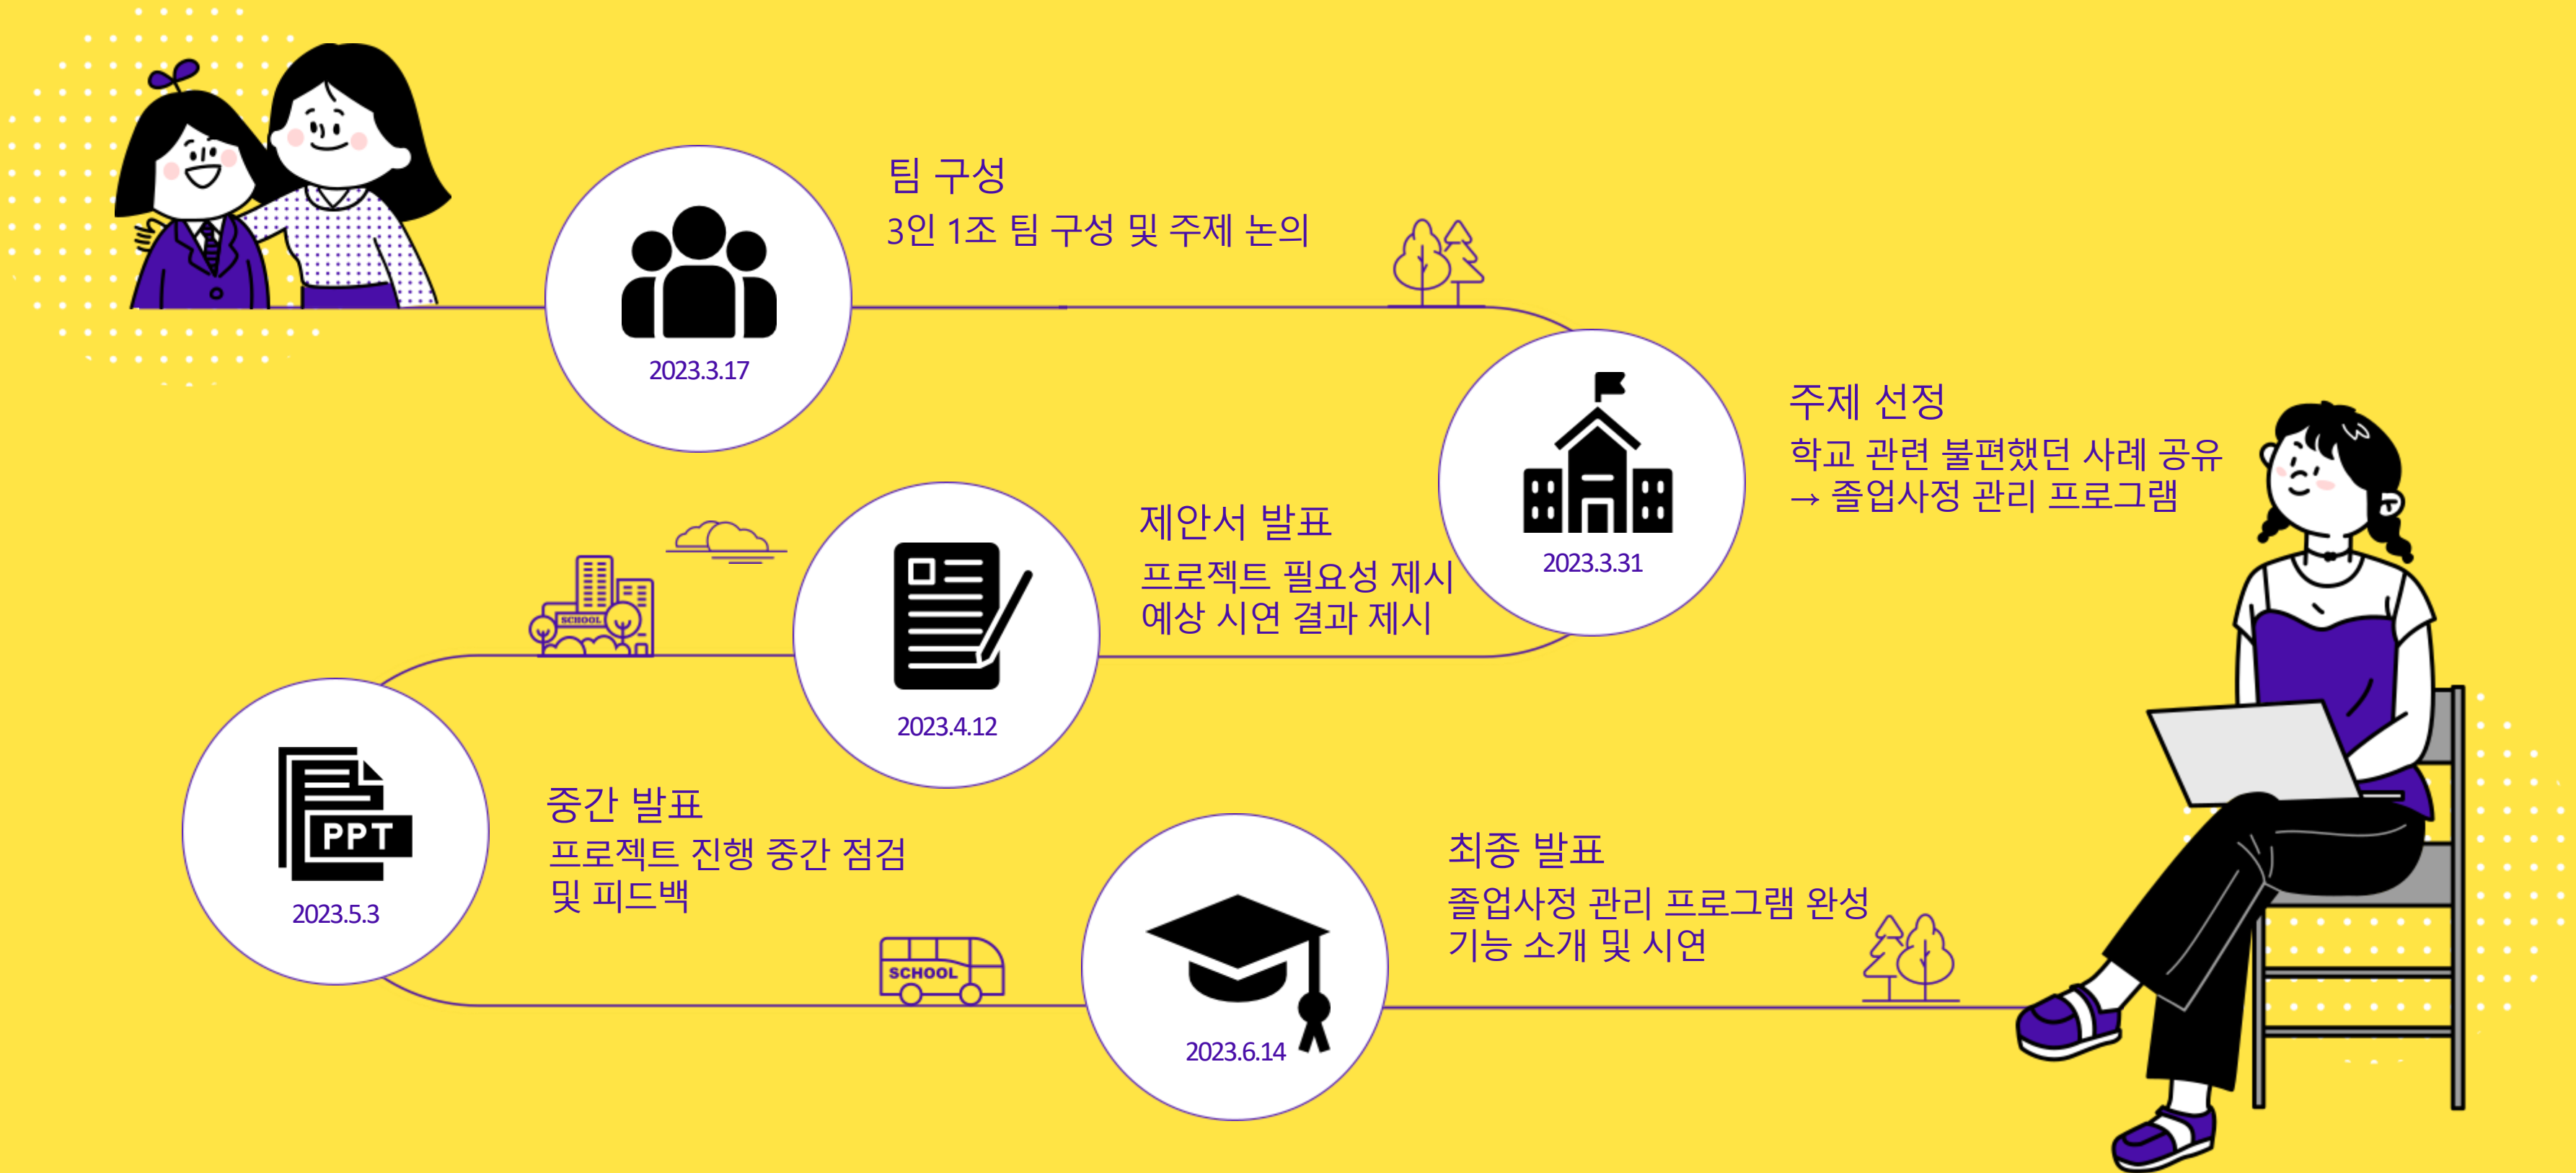 팀 구성
3인 1조 팀 구성 및 주제 논의
2023.3.17
주제 선정
학교 관련 불편했던 사례 공유
→ 졸업사정 관리 프로그램
2023.3.31
제안서 발표
프로젝트 필요성 제시
예상 시연 결과 제시
2023.4.12
SCHOOL
중간 발표
프로젝트 진행 중간 점검
및 피드백
PPT
2023.5.3
SCHOOL
최종 발표
졸업사정 관리 프로그램 완성
기능 소개 및 시연
2023.6.14